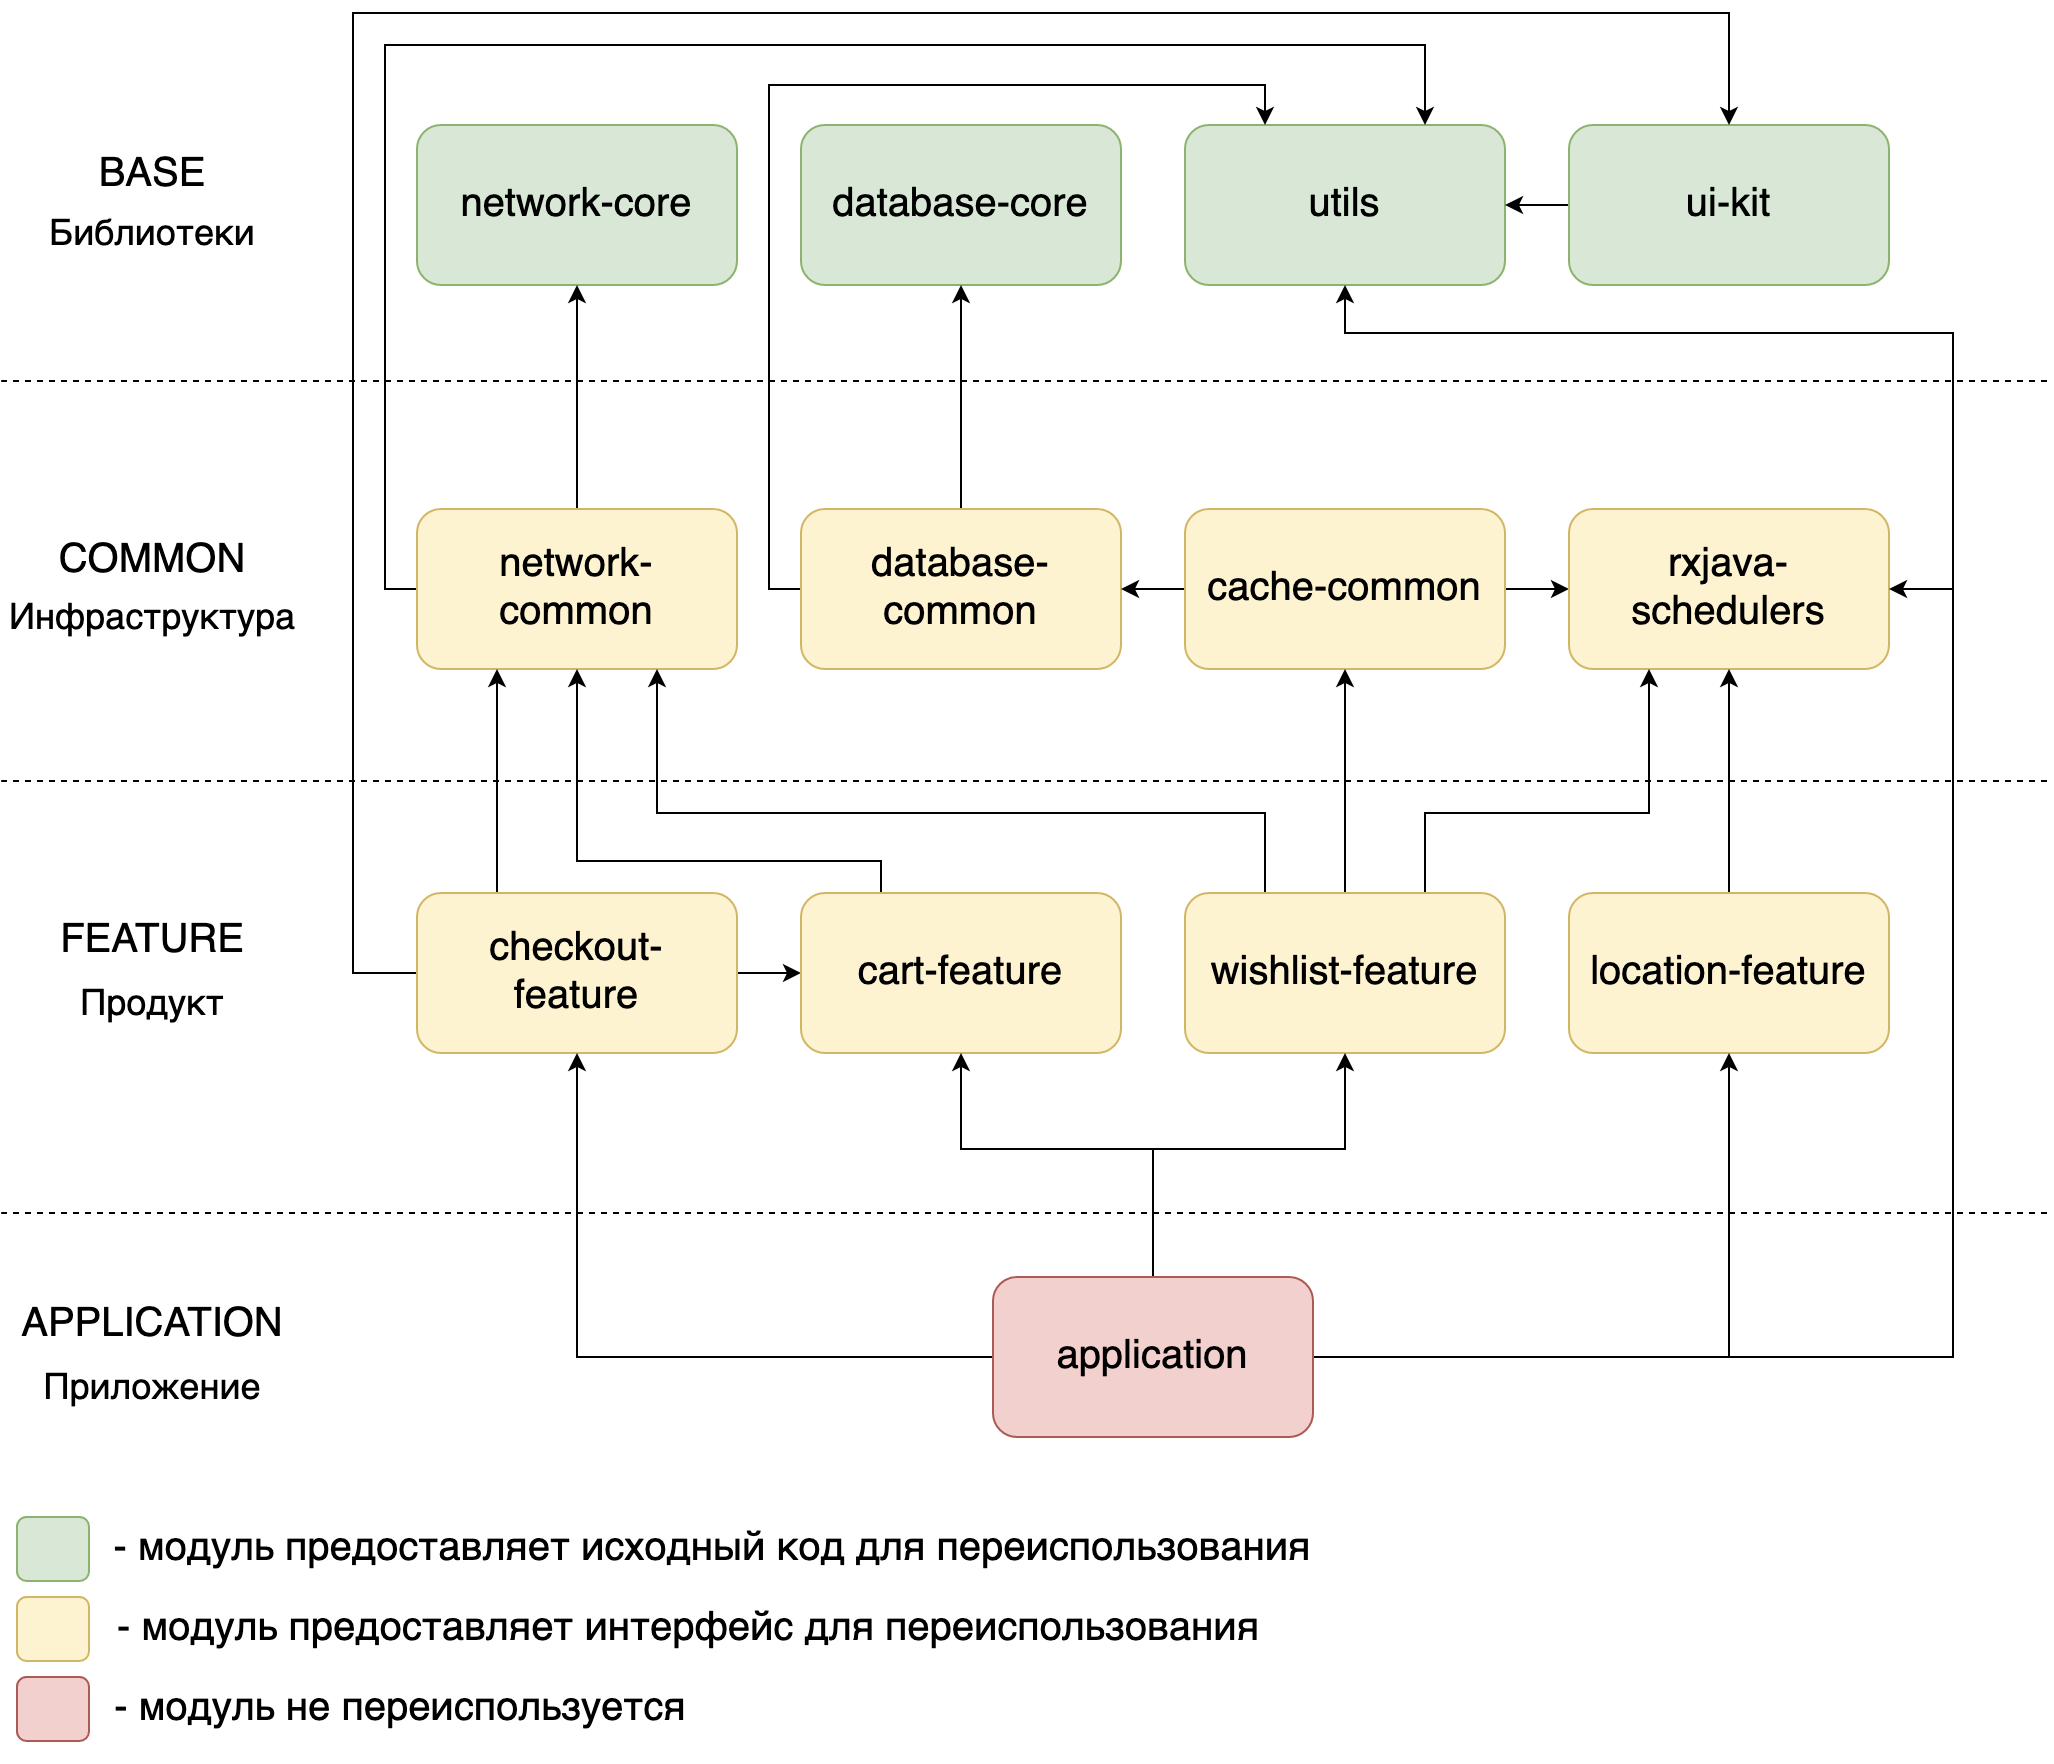 BASE
Библиотеки
network-core
database-core
utils
ui-kit
COMMON
Инфраструктура
network-
common
database-
common
cache-common
rxjava-
schedulers
FEATURE
Продукт
checkout-
feature
cart-feature
wishlist-feature
location-feature
APPLICATION
Приложение
application
- модуль предоставляет исходный код для переиспользования
- модуль предоставляет интерфейс для переиспользования
- модуль не переиспользуется